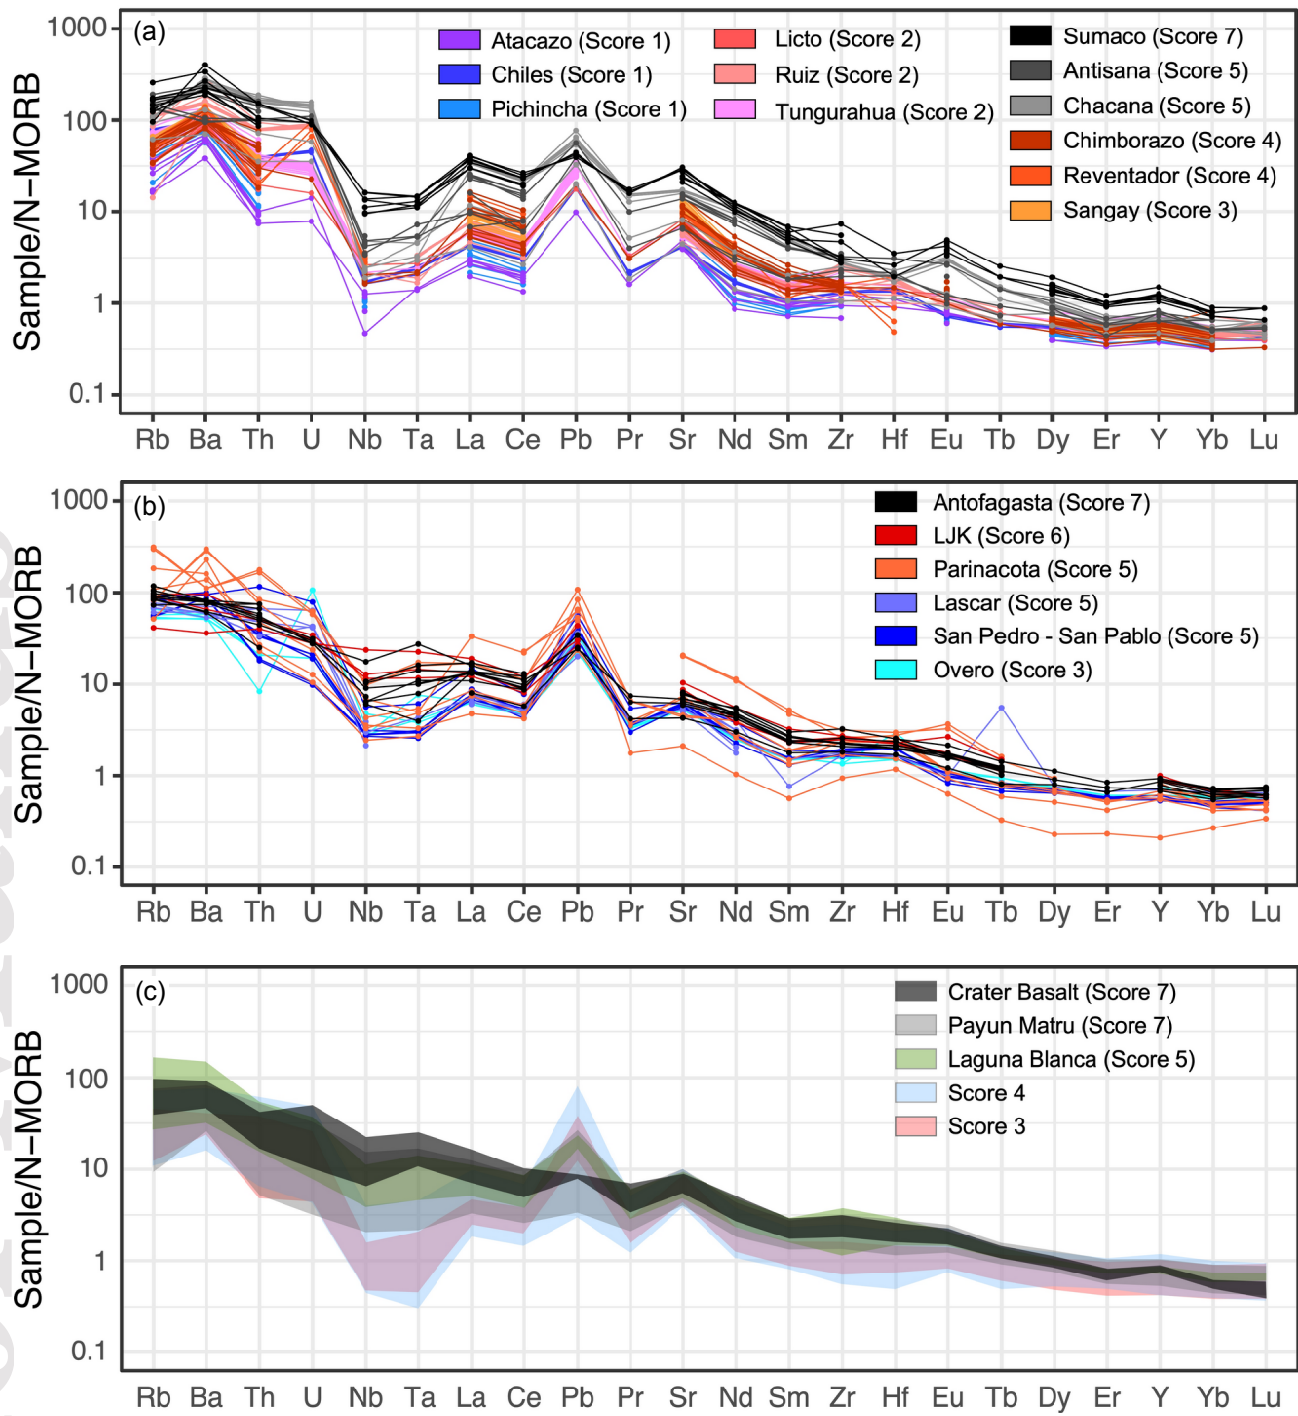 (a)
1000
100
10
1
0.1
Sample/N−MORB
Atacazo (Score 1)
Chiles (Score 1)
Pichincha (Score 1)
Licto (Score 2)
Ruiz (Score 2)
Tungurahua (Score 2)
Sumaco (Score 7)
Antisana (Score 5)
Chacana (Score 5)
Chimborazo (Score 4)
Reventador (Score 4)
Sangay (Score 3)
Rb Ba Th U Nb Ta La Ce Pb Pr Sr Nd Sm Zr Hf Eu Tb Dy Er Y Yb Lu
(b)
1000
100
10
1
0.1
Sample/N−MORB
Antofagasta (Score 7)
LJK (Score 6)
Parinacota (Score 5)
Lascar (Score 5)
San Pedro - San Pablo (Score 5)
Overo (Score 3)
Rb Ba Th U Nb Ta La Ce Pb Pr Sr Nd Sm Zr Hf Eu Tb Dy Er Y Yb Lu
(c)
1000
100
10
1
0.1
Sample/N−MORB
Crater Basalt (Score 7)
Payun Matru (Score 7)
Laguna Blanca (Score 5)
Score 4
Score 3
Rb Ba Th U Nb Ta La Ce Pb Pr Sr Nd Sm Zr Hf Eu Tb Dy Er Y Yb Lu